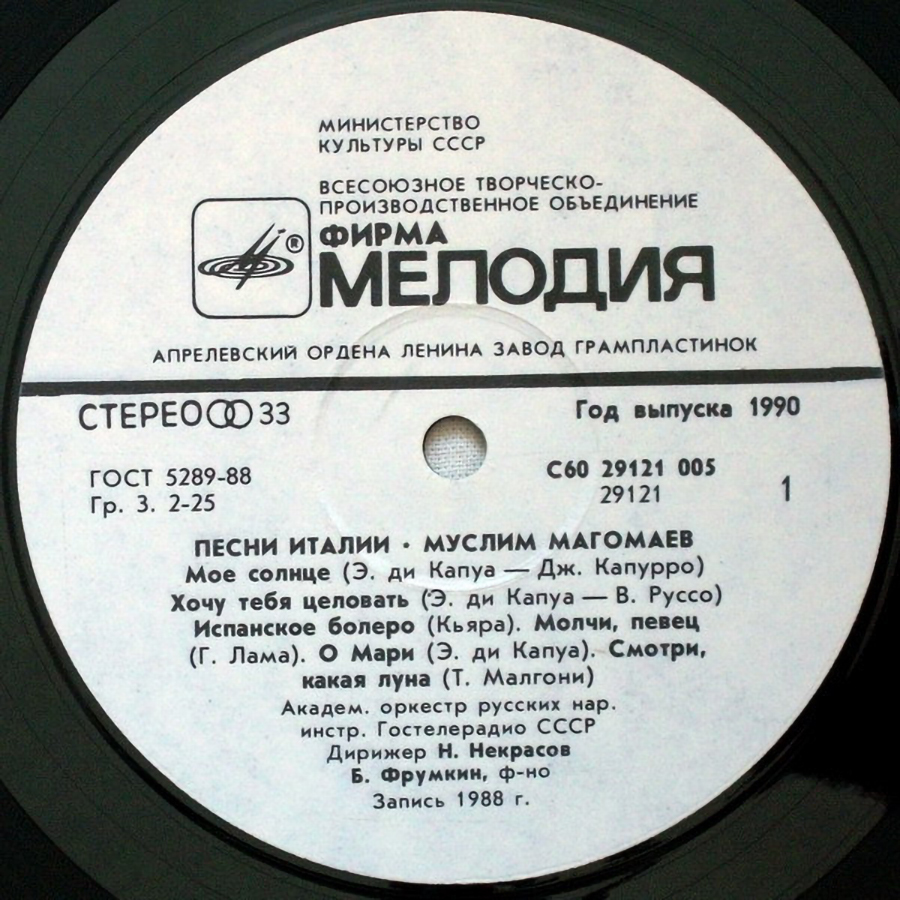 МИНИСТЕРСТВО
КУЛЬТУРЫ СССР
ВСЕСОЮЗНОЕ ТВОРЧЕСКО-
ПРОИЗВОДСТВЕННОЕ ОБЪЕДИНЕНИЕ
ФИРМА
®
МЕЛОДИЯ
АПРЕЛЕВСКИЙ ОРДЕНА ЛЕНИНА ЗАВОД ГРАМПЛАСТИНОК
СТЕРЕО 33
Год выпуска 1990
ГОСТ 5289-88
Гр. 3. 2-25
С60 29121 005
29121
1
ПЕСНИ ИТАЛИИ · МУСЛИМ МАГОМАЕВ
Мое солнце (Э. ди Капуа — Дж. Капурро)
Хочу тебя целовать (Э. ди Капуа — В. Руссо)
Испанское болеро (Кьяра). Молчи, певец
(Г. Лама). О Мари (Э. ди Капуа). Смотри,
какая луна (Т. Малгони)
Академ. оркестр русских нар.
инстр. Гостелерадио СССР
Дирижер Н. Некрасов
Б. Фрумкин, ф-но
Запись 1988 г.